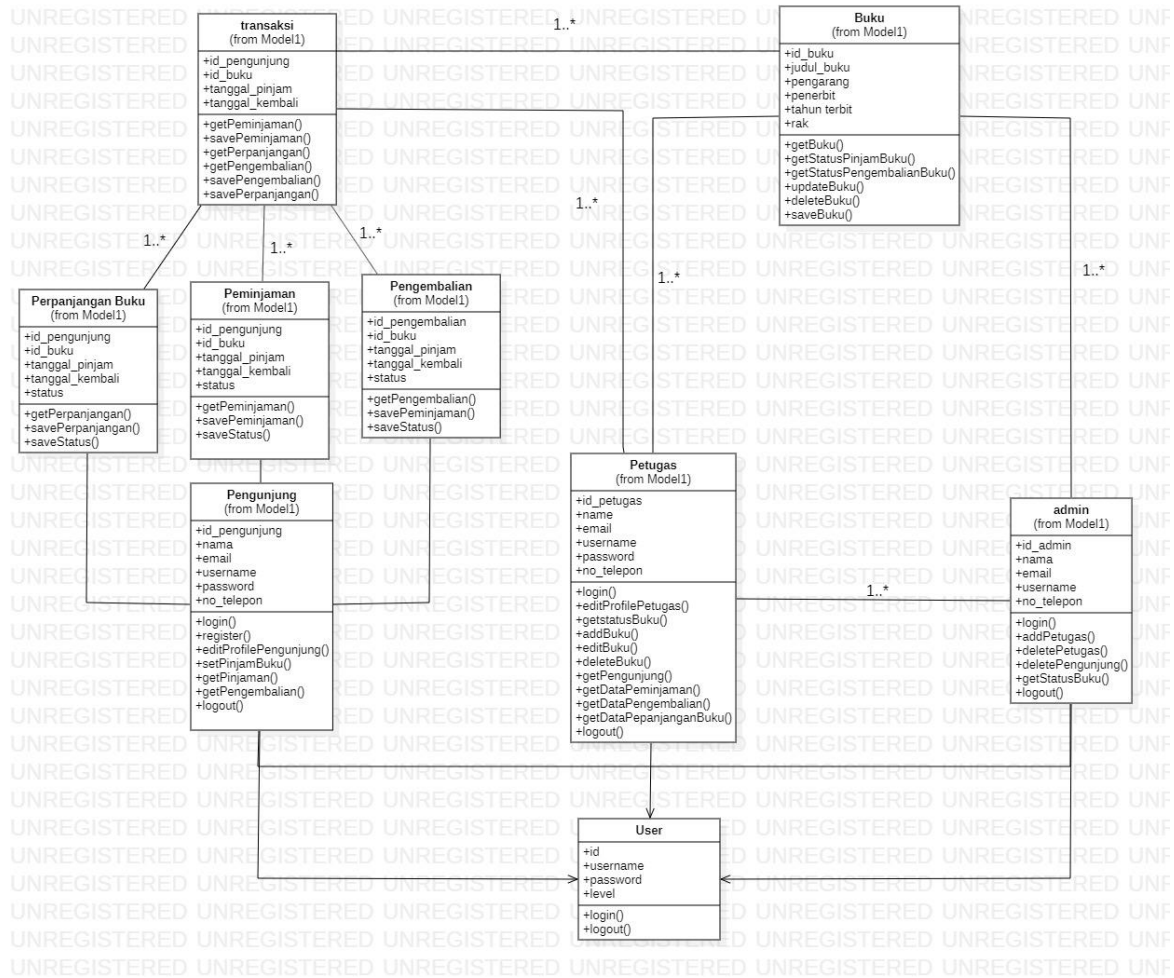 transaksi
(from Model1)
+id_pengunjung
+id_buku
+tanggal_pinjam
+tanggal_kembali
+getPeminjaman()
+savePeminjaman()
+getPerpanjangan()
+getPengembalian()
+savePengembalian()
+savePerpanjangan()
1..*
Buku
(from Model1)
+id_buku
+judul_buku
+pengarang
+penerbit
+tahun terbit
+rak
+getBuku()
+getStatusPinjamBuku()
+getStatusPengembalianBuku()
+updateBuku()
+deleteBuku()
+saveBuku()
1..*
1..*
1..*
1..*
1..*
1..*
Perpanjangan Buku
(from Model1)
+id_pengunjung
+id_buku
+tanggal_pinjam
+tanggal_kembali
+status
+getPerpanjangan()
+savePerpanjangan()
+saveStatus()
Peminjaman
(from Model1)
+id_pengunjung
+id_buku
+tanggal_pinjam
+tanggal_kembali
+status
+getPeminjaman()
+savePeminjaman()
+saveStatus()
Pengembalian
(from Model1)
+id_pengembalian
+id_buku
+tanggal_pinjam
+tanggal_kembali
+status
+getPengembalian()
+savePeminjaman()
+saveStatus()
Pengunjung
(from Model1)
+id_pengunjung
+nama
+email
+username
+password
+no_telepon
+login()
+register()
+editProfilePengunjung()
+setPinjamBuku()
+getPinjaman()
+getPengembalian()
+logout()
Petugas
(from Model1)
+id_petugas
+name
+email
+username
+password
+no_telepon
+login()
+editProfilePetugas()
+getstatusBuku()
+addBuku()
+editBuku()
+deleteBuku()
+getPengunjung()
+getDataPeminjaman()
+getDataPengembalian()
+getDataPepanjanganBuku()
+logout()
1..*
admin
(from Model1)
+id_admin
+nama
+email
+username
+no_telepon
+login()
+addPetugas()
+deletePetugas()
+deletePengunjung()
+getStatusBuku()
+logout()
User
+id
+username
+password
+level
+login()
+logout()
UNREGISTERED